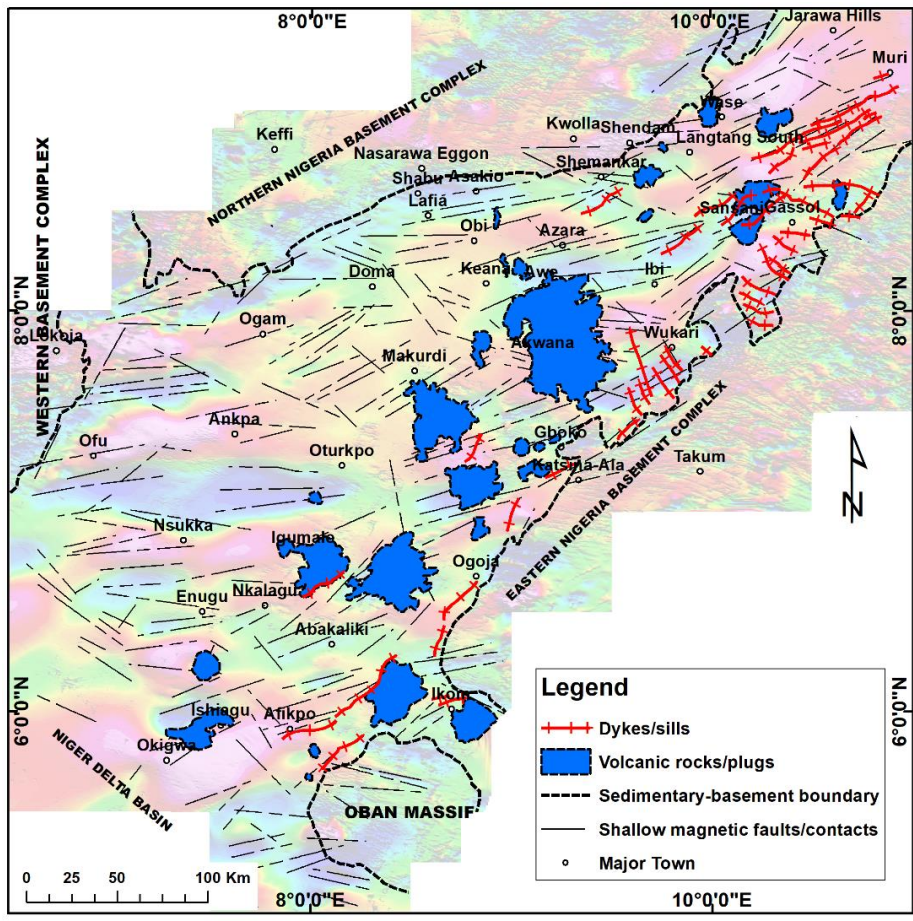 8°0'0"E
10°0'0"E
Jarawa Hills
Muri
Wase
Keffi
Kwolla
Shendam
Langtang South
NORTHERN NIGERIA BASEMENT COMPLEX
Nasarawa Eggon
Shemankar
Shabu
Asakio
Lafia
Sansani
Gassol
WESTERN BASEMENT COMPLEX
Obi
Azara
Doma
Keana
Awe
Ibi
8°0'0"N
8°0'0"N
Ogam
Lokoja
Akwana
Wukari
Makurdi
Ankpa
Ofu
Oturkpo
Gboko
Katsina-Ala
Takum
EASTERN NIGERIA BASEMENT COMPLEX
N
Nsukka
Igumale
Ogoja
Enugu
Nkalagu
Abakaliki
6°0'0"N
6°0'0"N
Ishiagu
Afikpo
Ikom
Okigwa
NIGER DELTA BASIN
OBAN MASSIF
Legend
Dykes/sills
Volcanic rocks/plugs
Sedimentary-basement boundary
Shallow magnetic faults/contacts
Major Town
0 25 50 100 Km
8°0'0"E
10°0'0"E